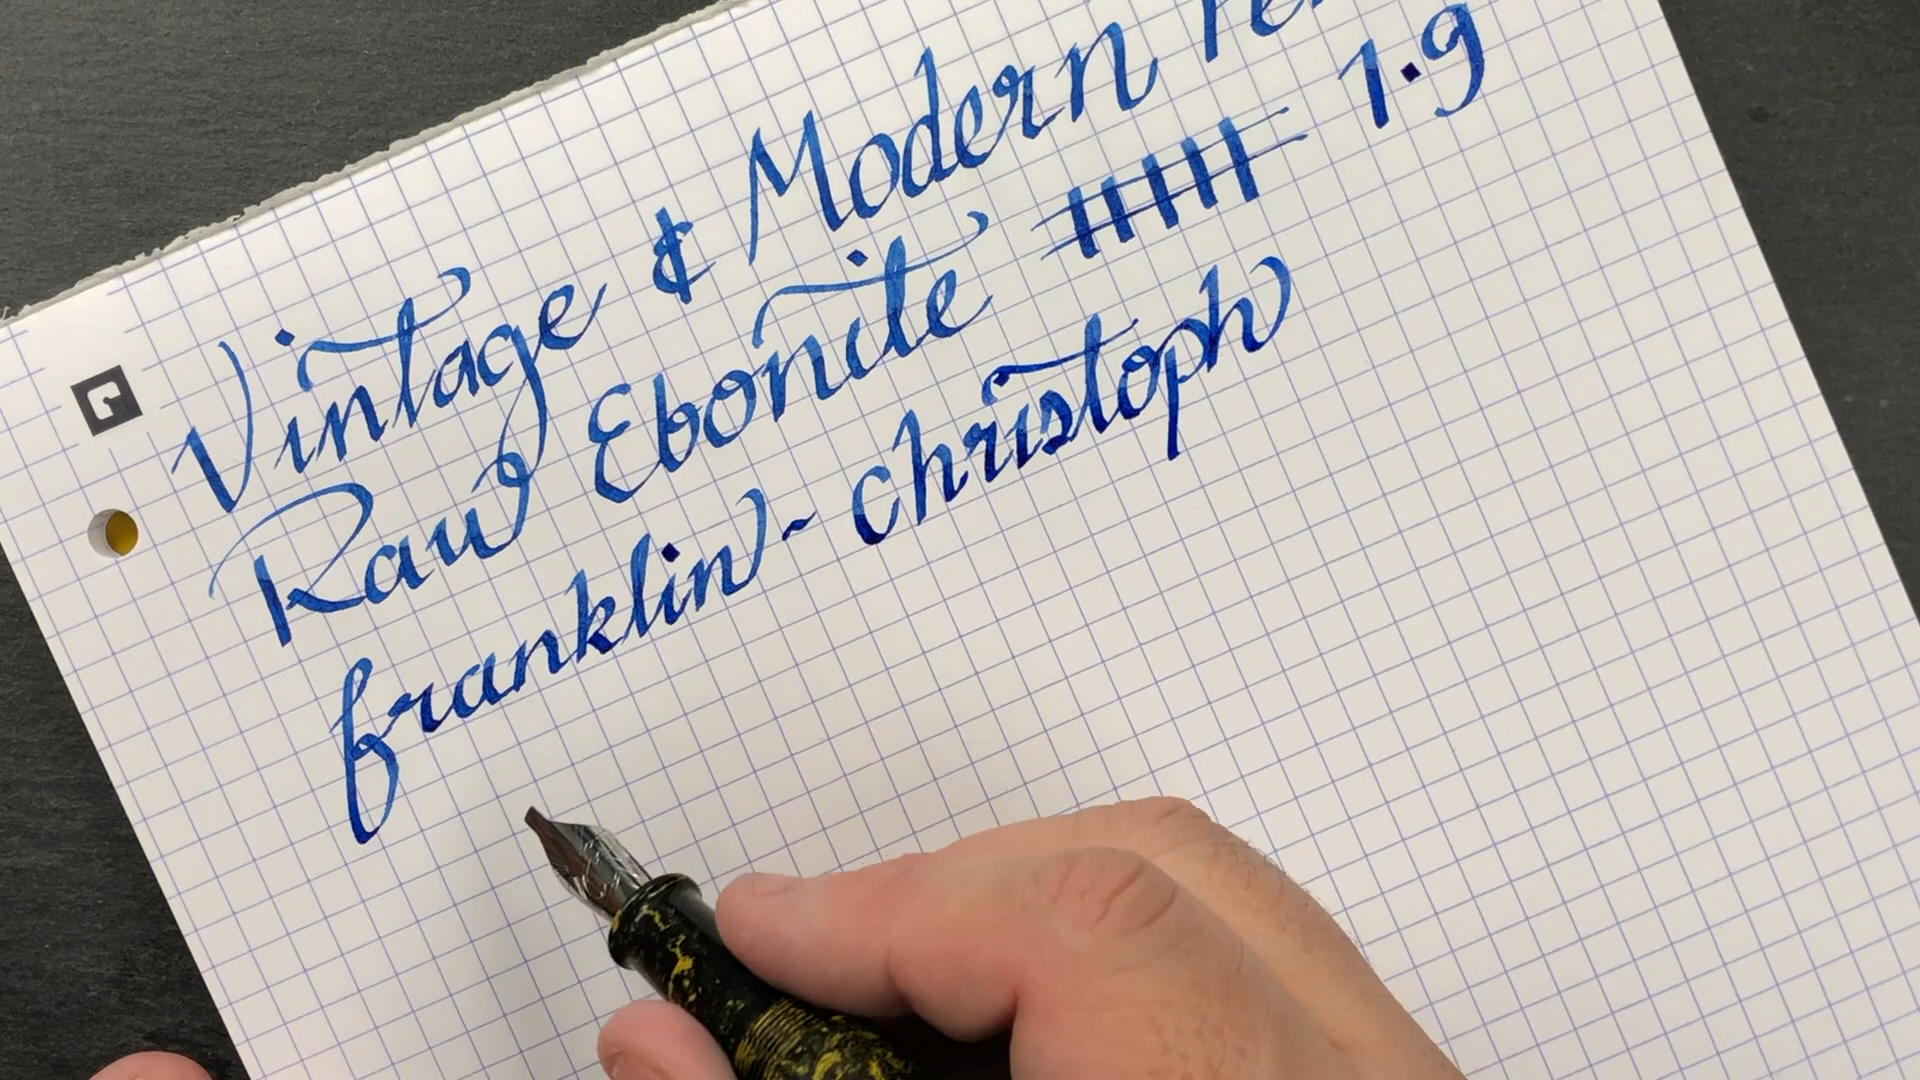 Vintage & Modern
Raw Ebonite 1.9
franklin-christoph